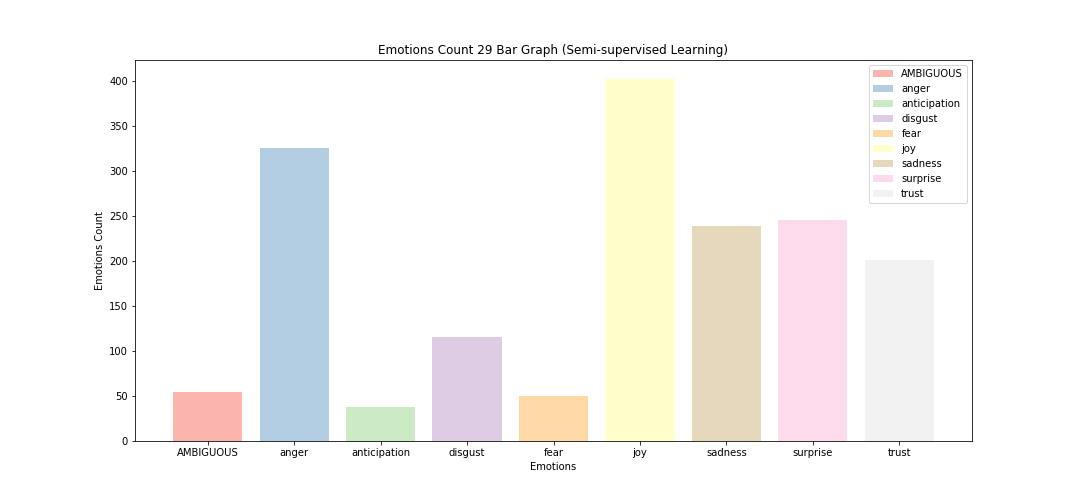 Emotions Count 29 Bar Graph (Semi-supervised Learning)
400
350
300
250
200
150
100
50
0
Emotions Count
AMBIGUOUS
anger
anticipation
disgust
fear
joy
sadness
surprise
trust
AMBIGUOUS anger anticipation disgust fear joy sadness surprise trust
Emotions